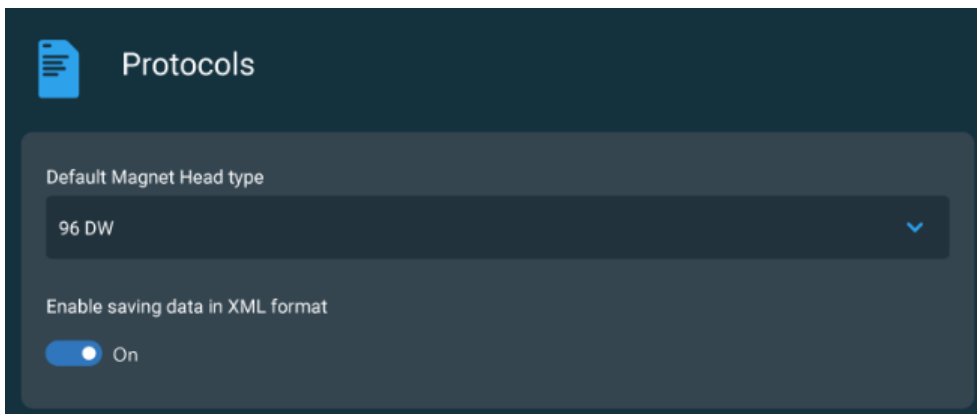 Protocols
Default Magnet Head type
96 DW
Enable saving data in XML format
On